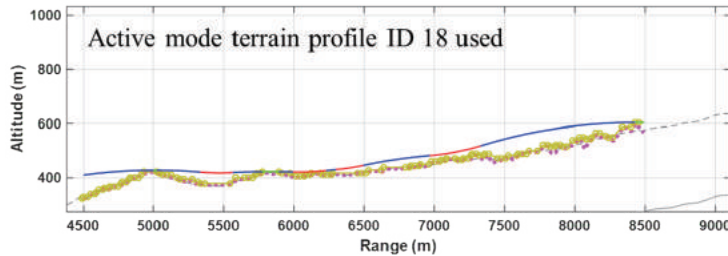 1000
Active mode terrain profile ID 18 used
800
600
400
Altitude (m)
4500 5000 5500 6000 6500 7000 7500 8000 8500 9000
Range (m)